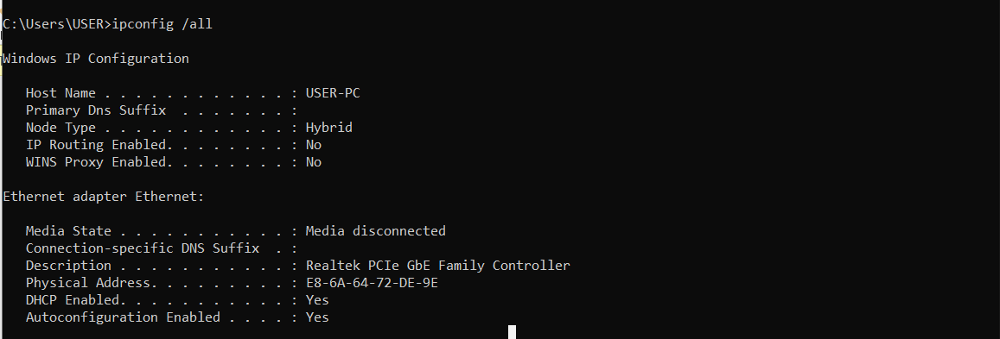 C:\Users\USER>ipconfig /all
Windows IP Configuration
Host Name . . . . . . . . . . . . : USER-PC
Primary Dns Suffix  . . . . . . . :
Node Type . . . . . . . . . . . . : Hybrid
IP Routing Enabled. . . . . . . . : No
WINS Proxy Enabled. . . . . . . . : No
Ethernet adapter Ethernet:
Media State . . . . . . . . . . . : Media disconnected
Connection-specific DNS Suffix  . :
Description . . . . . . . . . . . : Realtek PCIe GbE Family Controller
Physical Address. . . . . . . . . : E8-6A-64-72-DE-9E
DHCP Enabled. . . . . . . . . . . : Yes
Autoconfiguration Enabled . . . . : Yes